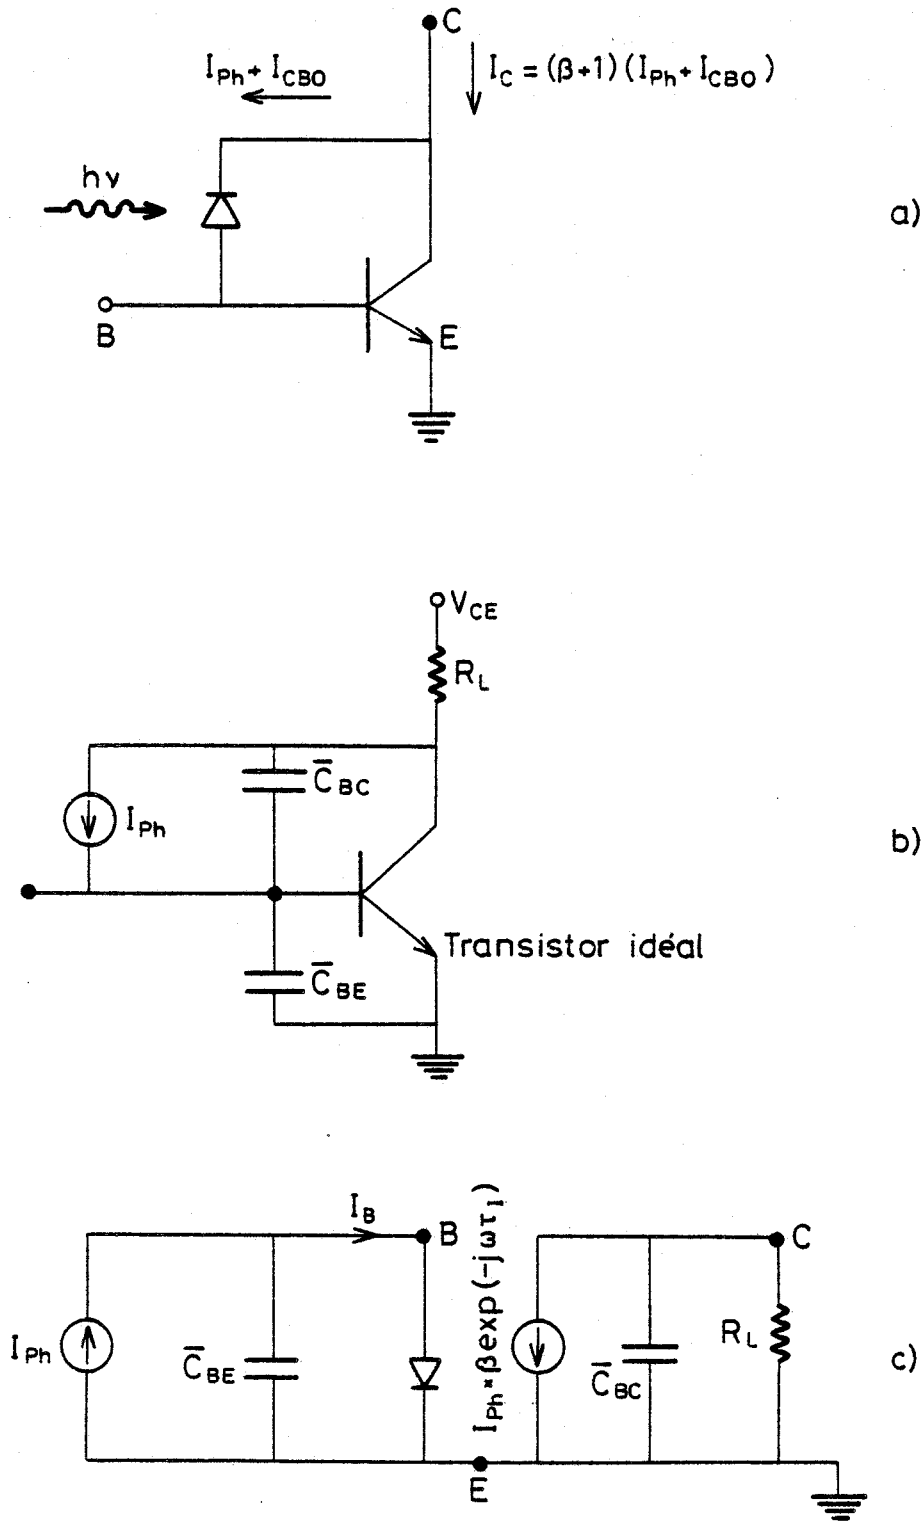 C
I_Ph + I_CBO
I_C = (β+1) (I_Ph + I_CBO)
hν
a)
B
E
V_CE
R_L
C̅_BC
I_Ph
b)
Transistor idéal
C̅_BE
I_B
B
I_Ph * β exp (-jωτ_1)
C
I_Ph
C̅_BE
R_L
C̅_BC
c)
E